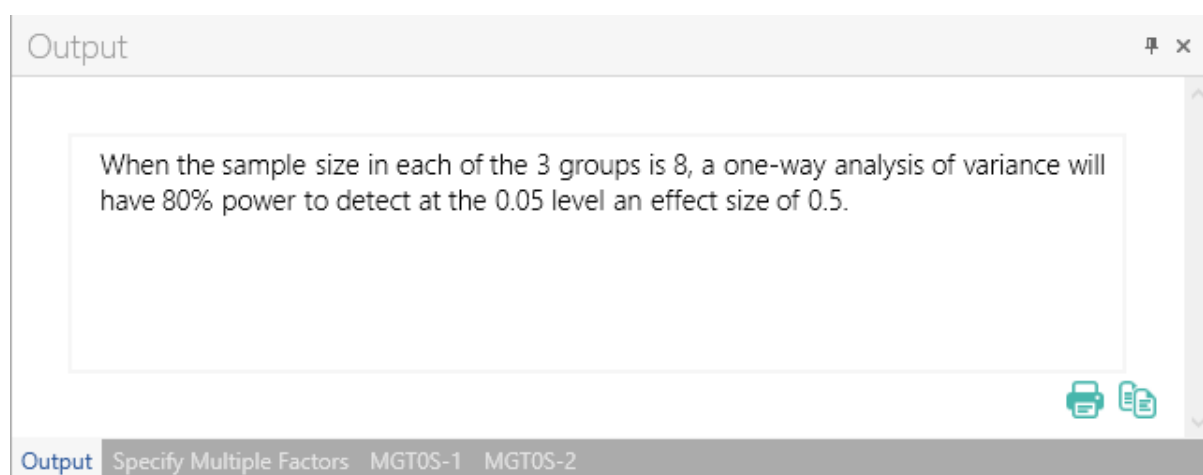 Output
When the sample size in each of the 3 groups is 8, a one-way analysis of variance will
have 80% power to detect at the 0.05 level an effect size of 0.5.
Output Specify Multiple Factors MGT0S-1 MGT0S-2